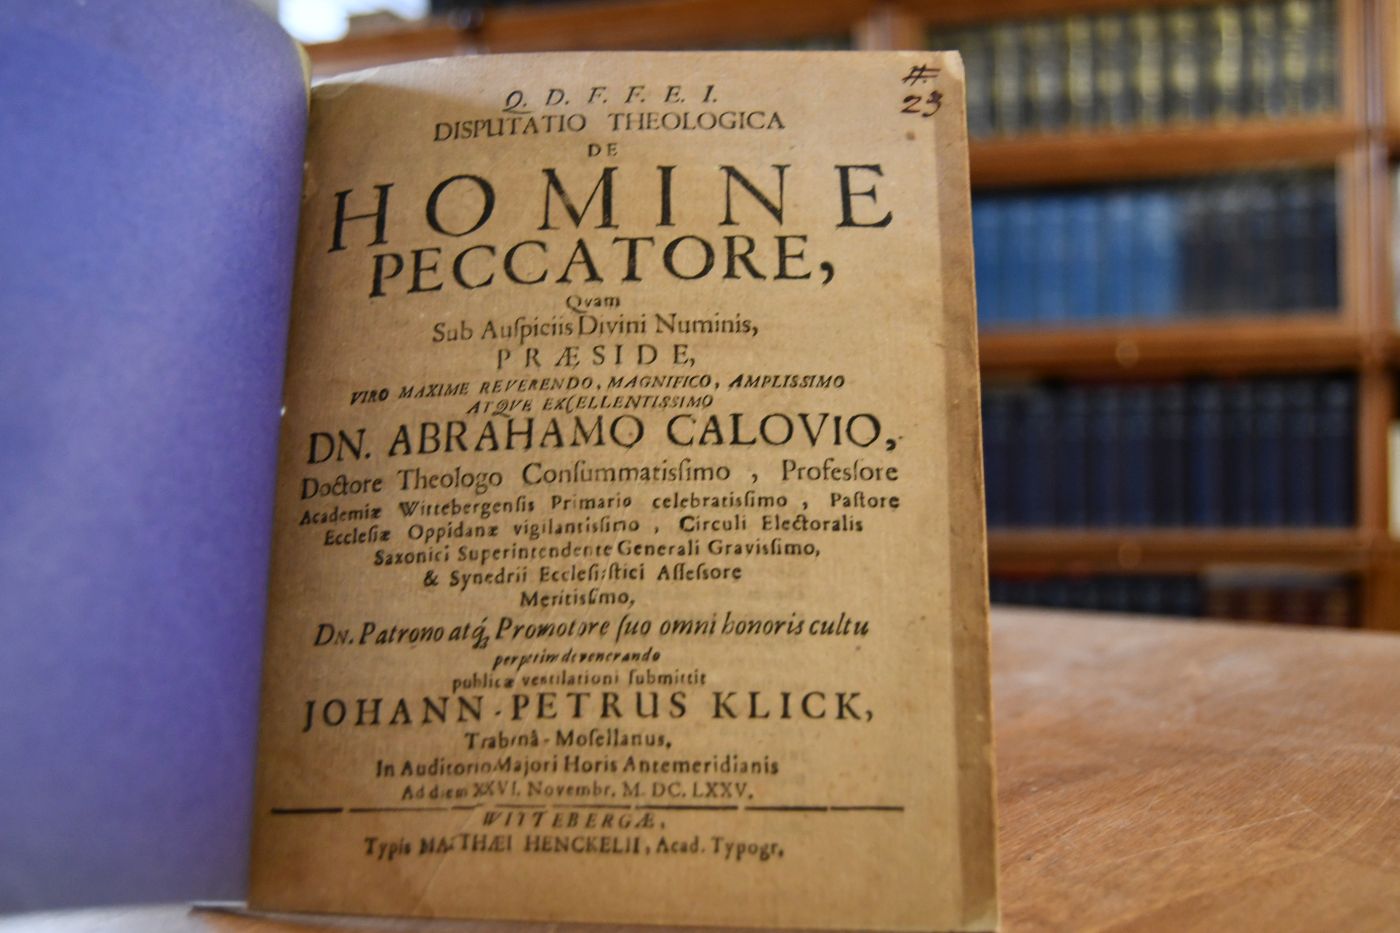 #.
23
Q. D. F. F. E. I.
DISPUTATIO THEOLOGICA
DE
HOMINE
PECCATORE,
Qvam
Sub Auſpiciis Divini Numinis,
PRÆSIDE,
VIRO MAXIME REVERENDO, MAGNIFICO, AMPLISSIMO
ATQVE EXCELLENTISSIMO
DN. ABRAHAMO CALOVIO,
Doctore Theologo Conſummatisſimo, Profesſore
Academiæ Wittebergenſis Primario celebratisſimo, Paſtore
Eccleſiæ Oppidanæ vigilantisſimo, Circuli Electoralis
Saxonici Superintendente Generali Gravisſimo,
& Synedrii Eccleſiaſtici Aſſeſsore
Meritisſimo,
DN. Patrono atq́; Promotore ſuo omni honoris cultu
perpetim devenerando
publicæ ventilationi ſubmittit
JOHANN-PETRUS KLICK,
Trabenâ-Moſellanus,
In Auditorio Majori Horis Antemeridianis
Ad diem XXVI. Novembr. M. DC. LXXV.
WITTEBERGÆ,
Typis MATTHÆI HENCKELII, Acad. Typogr.